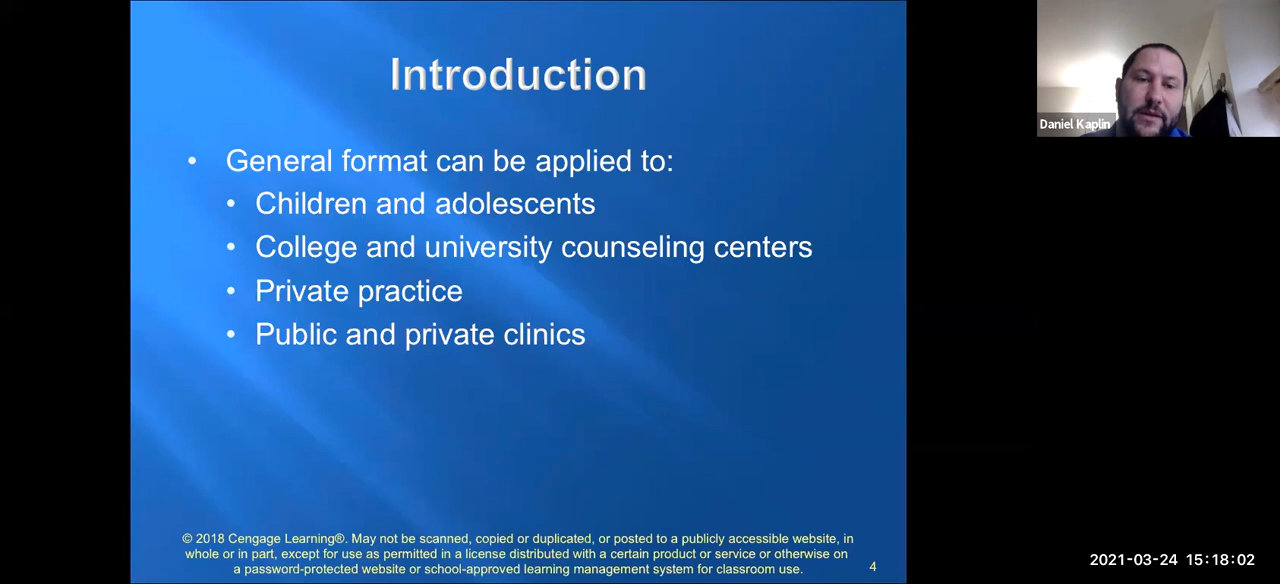 Introduction
• General format can be applied to:
• Children and adolescents
• College and university counseling centers
• Private practice
• Public and private clinics
© 2018 Cengage Learning®. May not be scanned, copied or duplicated, or posted to a publicly accessible website, in
whole or in part, except for use as permitted in a license distributed with a certain product or service or otherwise on
a password-protected website or school-approved learning management system for classroom use.
4
Daniel Kaplin
2021-03-24 15:18:02